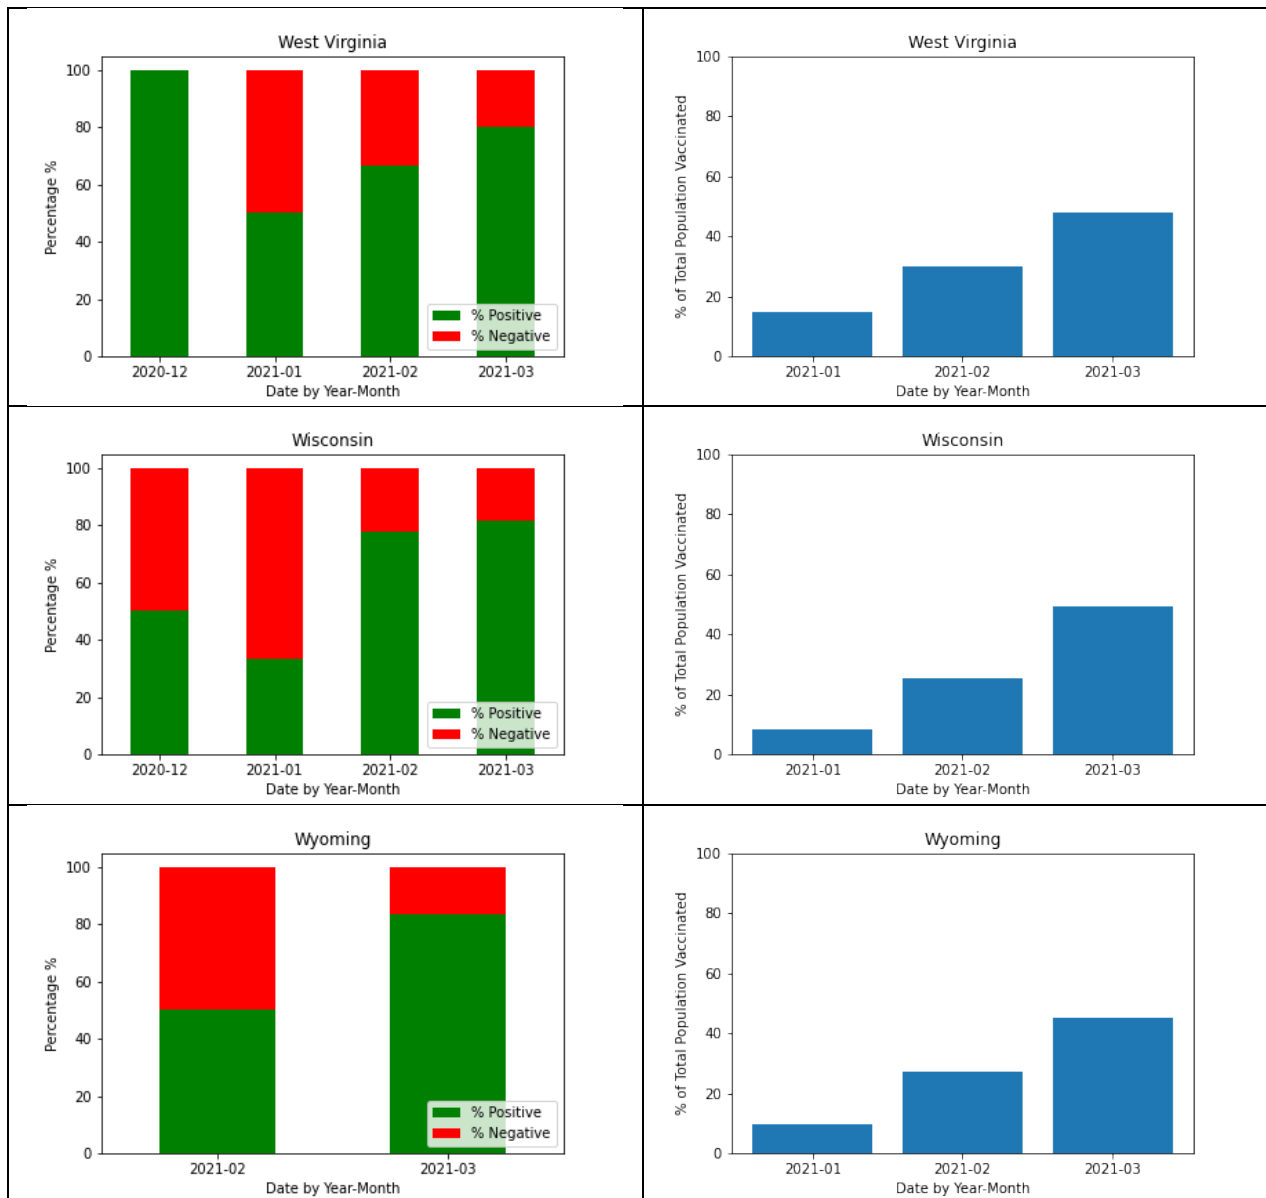 West Virginia
Percentage %
100
80
60
40
20
0
% Positive
% Negative
2020-12 2021-01 2021-02 2021-03
Date by Year-Month
West Virginia
% of Total Population Vaccinated
100
80
60
40
20
0
2021-01 2021-02 2021-03
Date by Year-Month
Wisconsin
Percentage %
100
80
60
40
20
0
% Positive
% Negative
2020-12 2021-01 2021-02 2021-03
Date by Year-Month
Wisconsin
% of Total Population Vaccinated
100
80
60
40
20
0
2021-01 2021-02 2021-03
Date by Year-Month
Wyoming
Percentage %
100
80
60
40
20
0
% Positive
% Negative
2021-02 2021-03
Date by Year-Month
Wyoming
% of Total Population Vaccinated
100
80
60
40
20
0
2021-01 2021-02 2021-03
Date by Year-Month